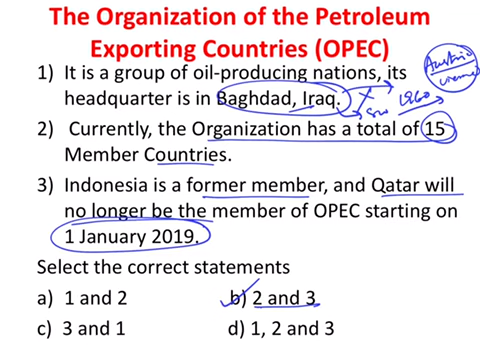 The Organization of the Petroleum
Exporting Countries (OPEC)
1) It is a group of oil-producing nations, its
headquarter is in Baghdad, Iraq.
Austria
Vienna
1960
2) Currently, the Organization has a total of 15
Member Countries.
3) Indonesia is a former member, and Qatar will
no longer be the member of OPEC starting on
1 January 2019.
Select the correct statements
a) 1 and 2
b) 2 and 3
c) 3 and 1
d) 1, 2 and 3